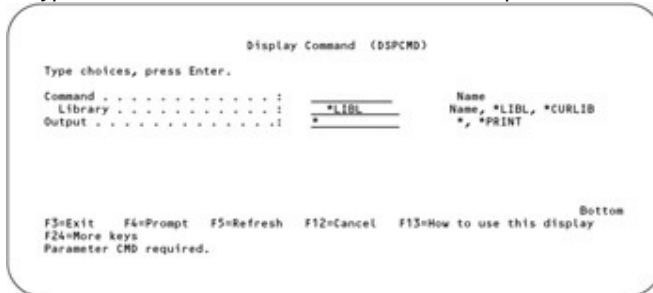 Display Command (DSPCMD)
Type choices, press Enter.
Command . . . . . . . . . . . . : Name
Library . . . . . . . . . . . : *LIBL Name, *LIBL, *CURLIB
Output . . . . . . . . . . . . .: * *, *PRINT
Bottom
F3=Exit F4=Prompt F5=Refresh F12=Cancel F13=How to use this display
F24=More keys
Parameter CMD required.